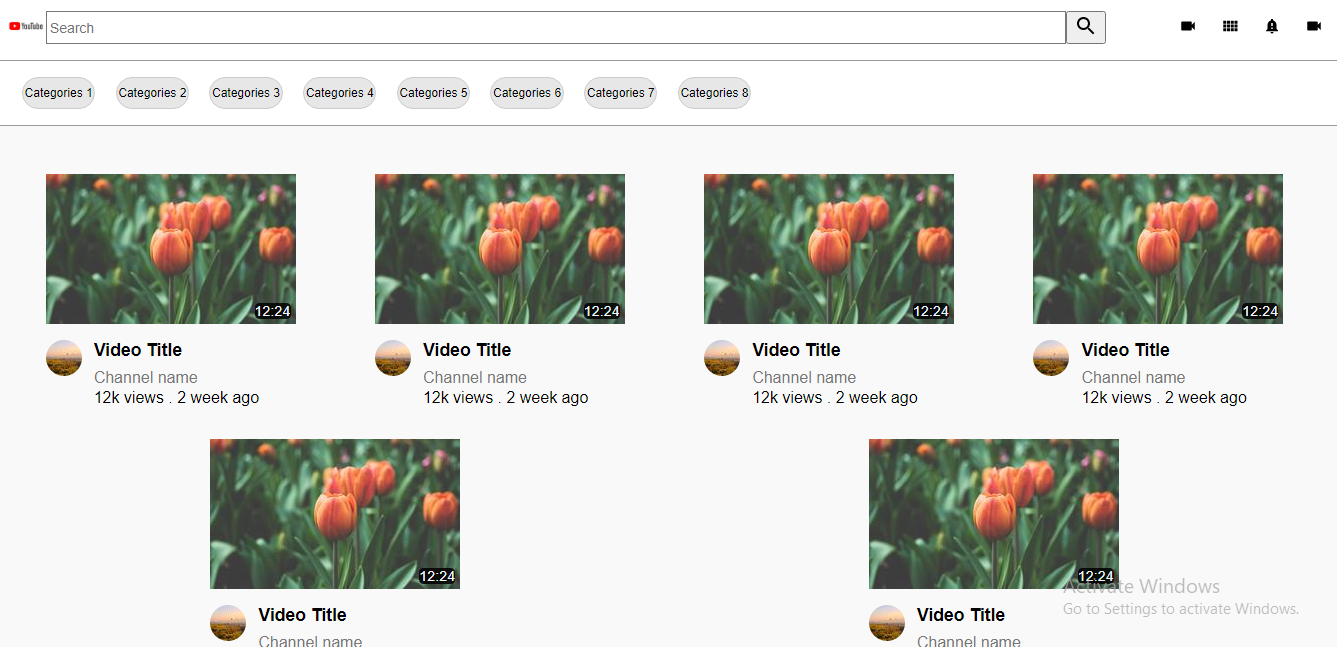 YouTube Search
Categories 1 Categories 2 Categories 3 Categories 4 Categories 5 Categories 6 Categories 7 Categories 8
12:24 12:24 12:24 12:24
Video Title Video Title Video Title Video Title
Channel name Channel name Channel name Channel name
12k views . 2 week ago 12k views . 2 week ago 12k views . 2 week ago 12k views . 2 week ago
12:24 12:24
Activate Windows
Go to Settings to activate Windows.
Video Title Video Title
Channel name Channel name